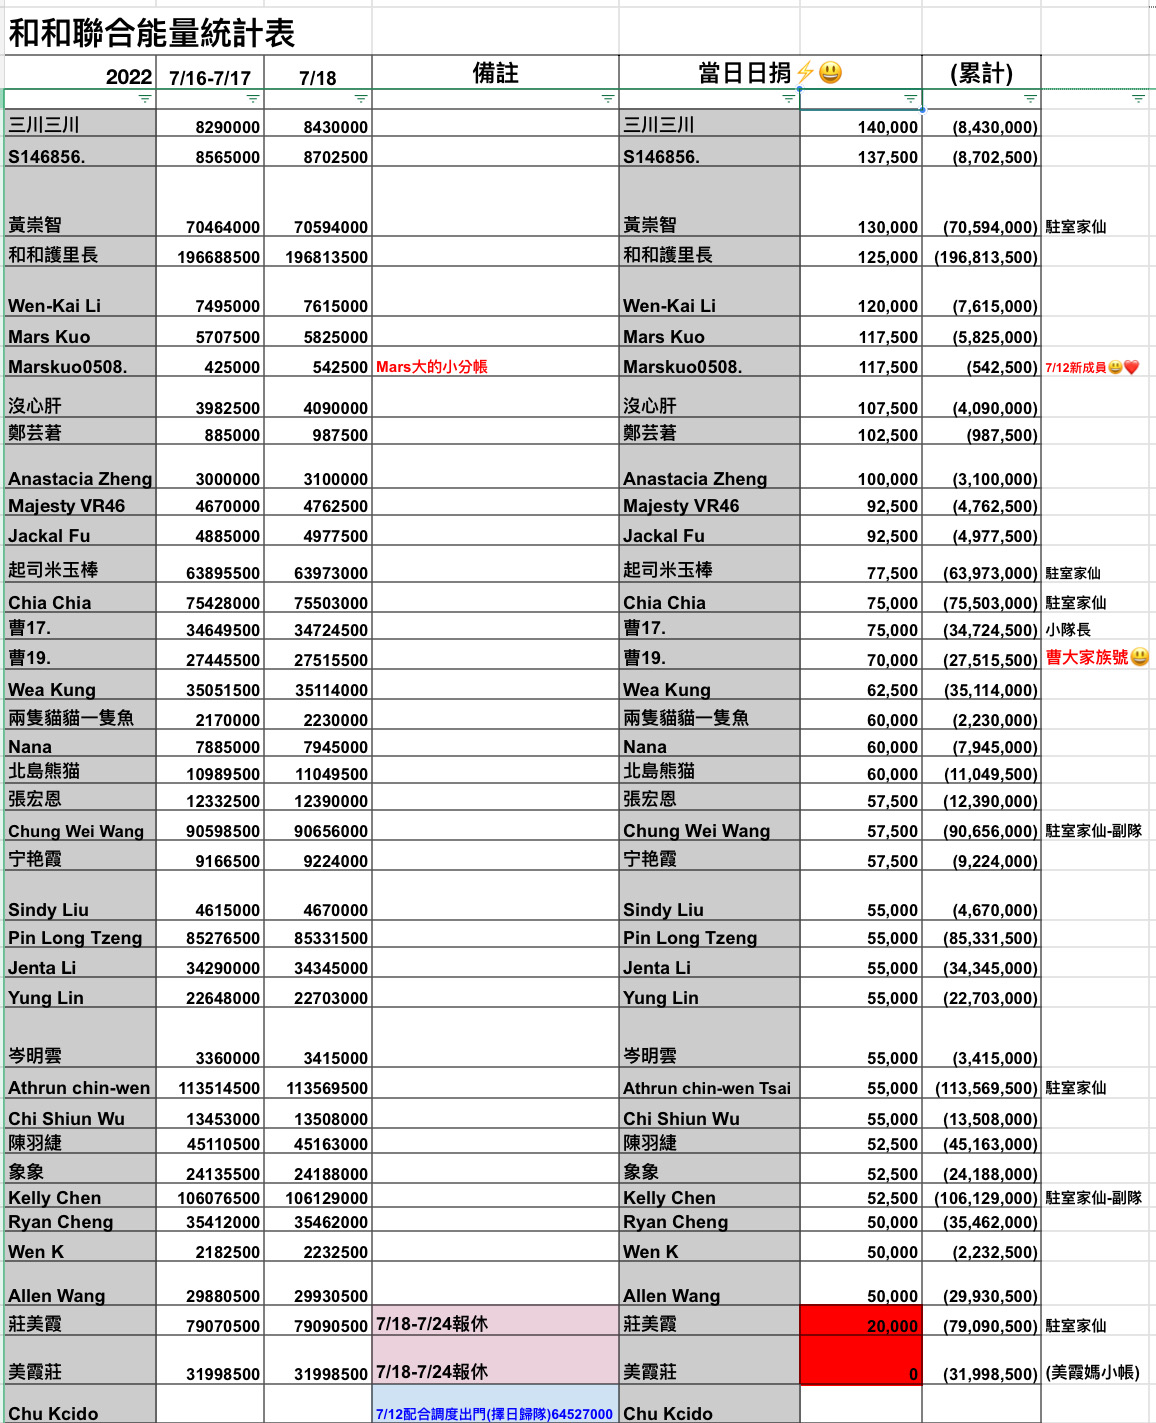 和和聯合能量統計表
2022 7/16-7/17 7/18 備註 當日日捐⚡😃 (累計)
三川三川 8290000 8430000 三川三川 140,000 (8,430,000)
S146856. 8565000 8702500 S146856. 137,500 (8,702,500)
黃崇智 70464000 70594000 黃崇智 130,000 (70,594,000) 駐室家仙
和和護里長 196688500 196813500 和和護里長 125,000 (196,813,500)
Wen-Kai Li 7495000 7615000 Wen-Kai Li 120,000 (7,615,000)
Mars Kuo 5707500 5825000 Mars Kuo 117,500 (5,825,000)
Marskuo0508. 425000 542500 Mars大的小分帳 Marskuo0508. 117,500 (542,500) 7/12新成員😃❤️
沒心肝 3982500 4090000 沒心肝 107,500 (4,090,000)
鄭芸莙 885000 987500 鄭芸莙 102,500 (987,500)
Anastacia Zheng 3000000 3100000 Anastacia Zheng 100,000 (3,100,000)
Majesty VR46 4670000 4762500 Majesty VR46 92,500 (4,762,500)
Jackal Fu 4885000 4977500 Jackal Fu 92,500 (4,977,500)
起司米玉棒 63895500 63973000 起司米玉棒 77,500 (63,973,000) 駐室家仙
Chia Chia 75428000 75503000 Chia Chia 75,000 (75,503,000) 駐室家仙
曹17. 34649500 34724500 曹17. 75,000 (34,724,500) 小隊長
曹19. 27445500 27515500 曹19. 70,000 (27,515,500) 曹大家族號😃
Wea Kung 35051500 35114000 Wea Kung 62,500 (35,114,000)
兩隻貓貓一隻魚 2170000 2230000 兩隻貓貓一隻魚 60,000 (2,230,000)
Nana 7885000 7945000 Nana 60,000 (7,945,000)
北島熊猫 10989500 11049500 北島熊猫 60,000 (11,049,500)
張宏恩 12332500 12390000 張宏恩 57,500 (12,390,000)
Chung Wei Wang 90598500 90656000 Chung Wei Wang 57,500 (90,656,000) 駐室家仙-副隊
宁艳霞 9166500 9224000 宁艳霞 57,500 (9,224,000)
Sindy Liu 4615000 4670000 Sindy Liu 55,000 (4,670,000)
Pin Long Tzeng 85276500 85331500 Pin Long Tzeng 55,000 (85,331,500)
Jenta Li 34290000 34345000 Jenta Li 55,000 (34,345,000)
Yung Lin 22648000 22703000 Yung Lin 55,000 (22,703,000)
岑明雲 3360000 3415000 岑明雲 55,000 (3,415,000)
Athrun chin-wen 113514500 113569500 Athrun chin-wen Tsai 55,000 (113,569,500) 駐室家仙
Chi Shiun Wu 13453000 13508000 Chi Shiun Wu 55,000 (13,508,000)
陳羽緁 45110500 45163000 陳羽緁 52,500 (45,163,000)
象象 24135500 24188000 象象 52,500 (24,188,000)
Kelly Chen 106076500 106129000 Kelly Chen 52,500 (106,129,000) 駐室家仙-副隊
Ryan Cheng 35412000 35462000 Ryan Cheng 50,000 (35,462,000)
Wen K 2182500 2232500 Wen K 50,000 (2,232,500)
Allen Wang 29880500 29930500 Allen Wang 50,000 (29,930,500)
莊美霞 79070500 79090500 7/18-7/24報休 莊美霞 20,000 (79,090,500) 駐室家仙
美霞莊 31998500 31998500 7/18-7/24報休 美霞莊 0 (31,998,500) (美霞媽小帳)
Chu Kcido 7/12配合調度出門(擇日歸隊)64527000 Chu Kcido